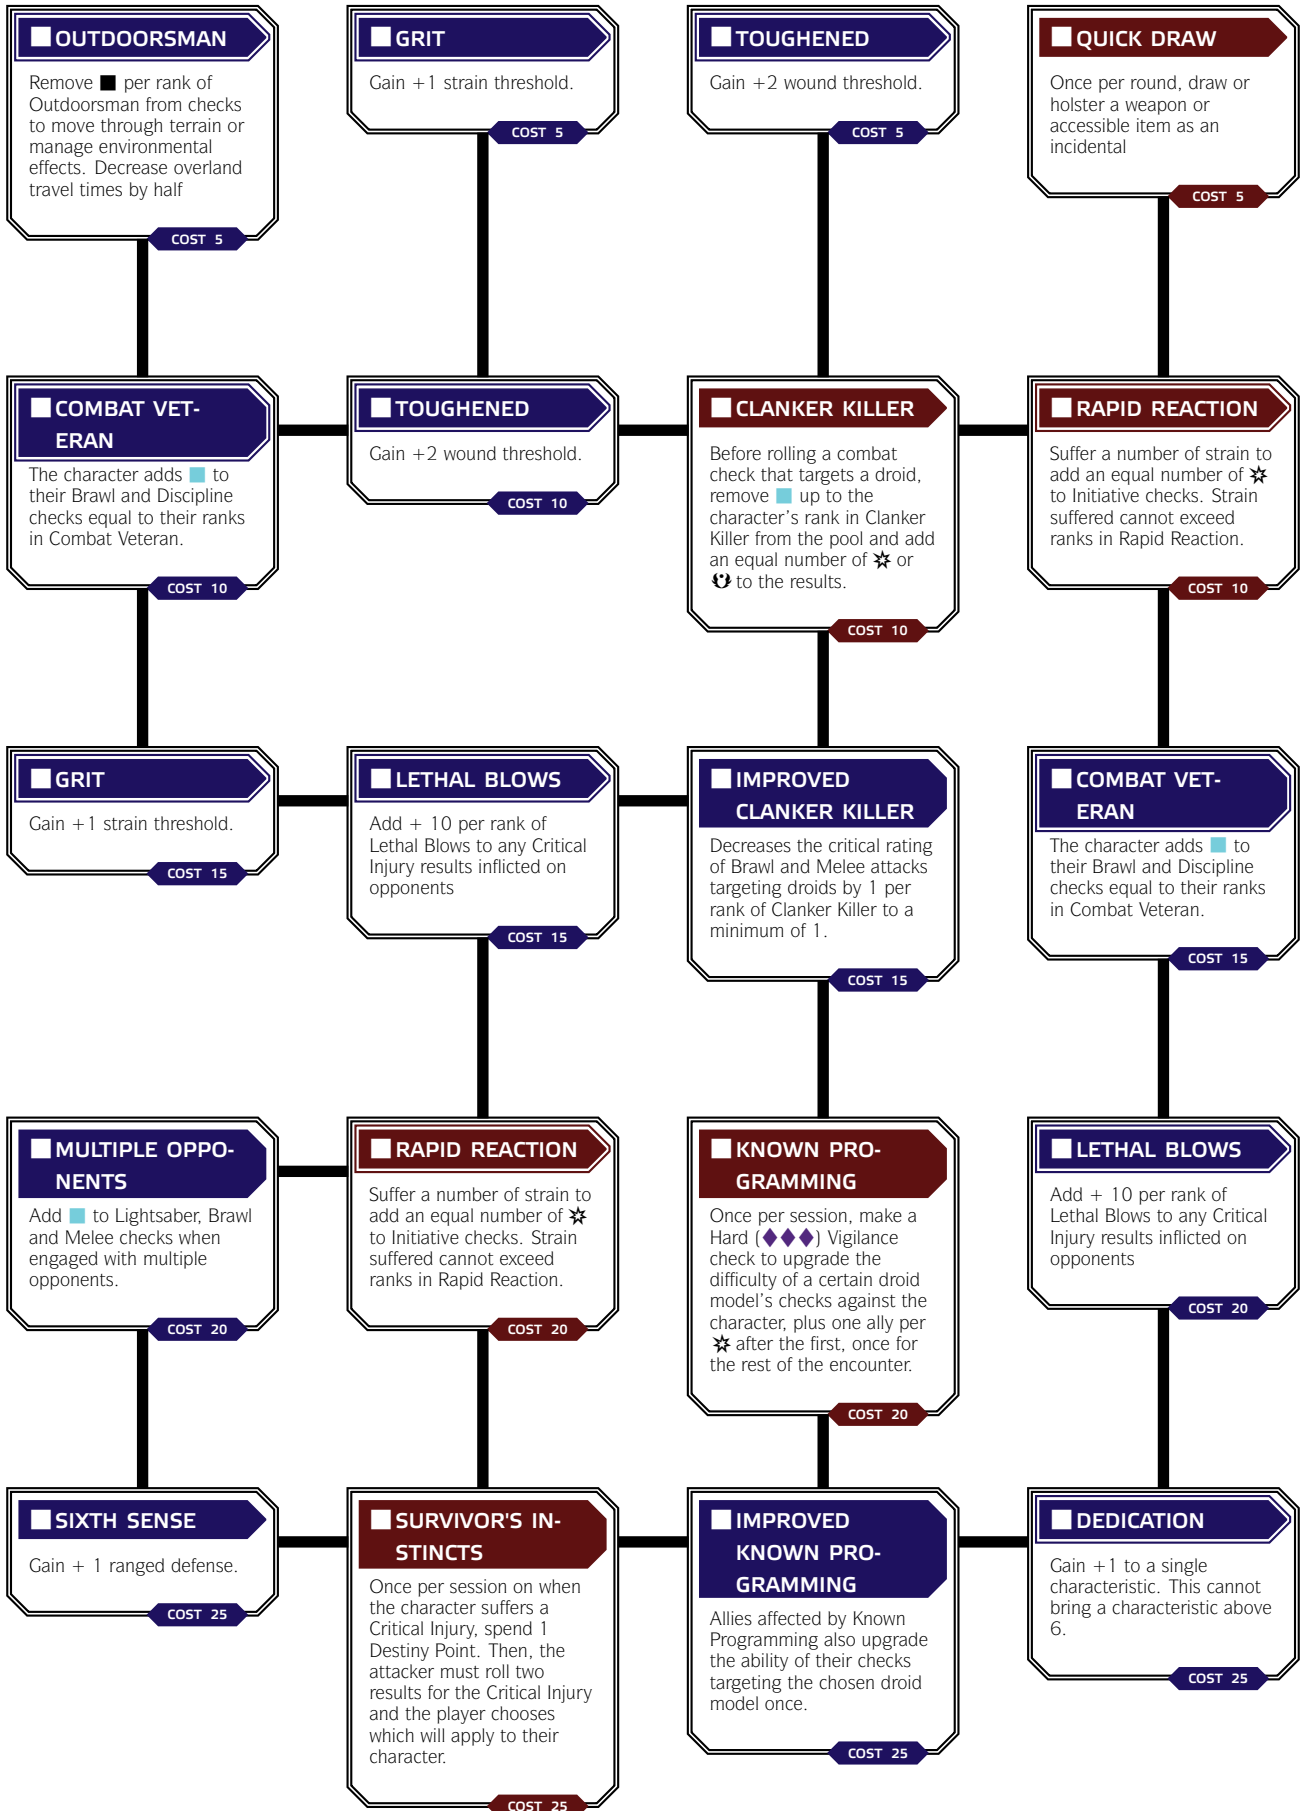 OUTDOORSMAN
Remove per rank of
Outdoorsman from checks
to move through terrain or
manage environmental
effects. Decrease overland
travel times by half
COST 5
GRIT
Gain +1 strain threshold.
COST 5
TOUGHENED
Gain +2 wound threshold.
COST 5
QUICK DRAW
Once per round, draw or
holster a weapon or
accessible item as an
incidental
COST 5
COMBAT VET-
ERAN
The character adds to
their Brawl and Discipline
checks equal to their ranks
in Combat Veteran.
COST 10
TOUGHENED
Gain +2 wound threshold.
COST 10
CLANKER KILLER
Before rolling a combat
check that targets a droid,
remove up to the
character's rank in Clanker
Killer from the pool and add
an equal number of or
to the results.
COST 10
RAPID REACTION
Suffer a number of strain to
add an equal number of
to Initiative checks. Strain
suffered cannot exceed
ranks in Rapid Reaction.
COST 10
GRIT
Gain +1 strain threshold.
COST 15
LETHAL BLOWS
Add + 10 per rank of
Lethal Blows to any Critical
Injury results inflicted on
opponents
COST 15
IMPROVED
CLANKER KILLER
Decreases the critical rating
of Brawl and Melee attacks
targeting droids by 1 per
rank of Clanker Killer to a
minimum of 1.
COST 15
COMBAT VET-
ERAN
The character adds to
their Brawl and Discipline
checks equal to their ranks
in Combat Veteran.
COST 15
MULTIPLE OPPO-
NENTS
Add to Lightsaber, Brawl
and Melee checks when
engaged with multiple
opponents.
COST 20
RAPID REACTION
Suffer a number of strain to
add an equal number of
to Initiative checks. Strain
suffered cannot exceed
ranks in Rapid Reaction.
COST 20
KNOWN PRO-
GRAMMING
Once per session, make a
Hard (◆◆◆) Vigilance
check to upgrade the
difficulty of a certain droid
model's checks against the
character, plus one ally per
after the first, once for
the rest of the encounter.
COST 20
LETHAL BLOWS
Add + 10 per rank of
Lethal Blows to any Critical
Injury results inflicted on
opponents
COST 20
SIXTH SENSE
Gain + 1 ranged defense.
COST 25
SURVIVOR'S IN-
STINCTS
Once per session on when
the character suffers a
Critical Injury, spend 1
Destiny Point. Then, the
attacker must roll two
results for the Critical Injury
and the player chooses
which will apply to their
character.
COST 25
IMPROVED
KNOWN PRO-
GRAMMING
Allies affected by Known
Programming also upgrade
the ability of their checks
targeting the chosen droid
model once.
COST 25
DEDICATION
Gain +1 to a single
characteristic. This cannot
bring a characteristic above
6.
COST 25